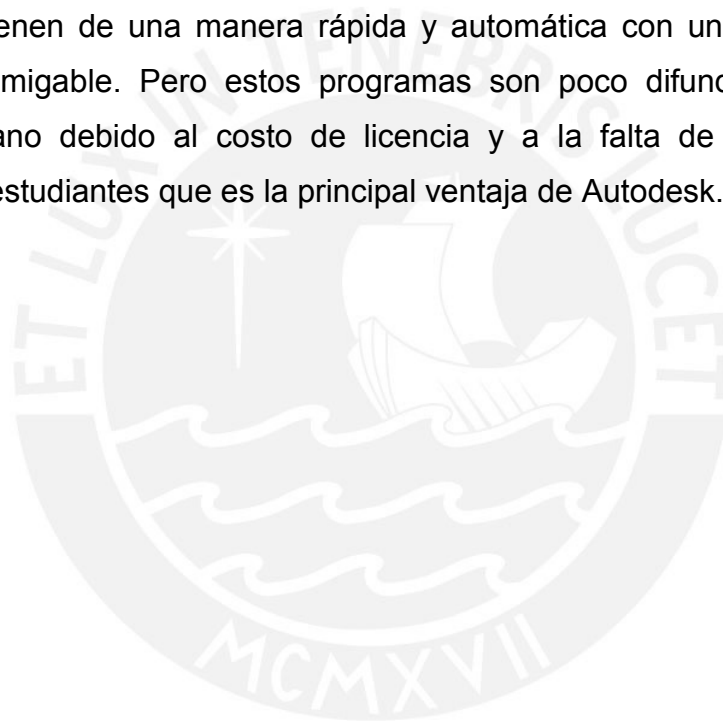 enen de una manera rápida y automática con un
migable. Pero estos programas son poco difunc
ano debido al costo de licencia y a la falta de
estudiantes que es la principal ventaja de Autodesk.
ET LUX IN TENEBRIS LUCET
MCMXVII